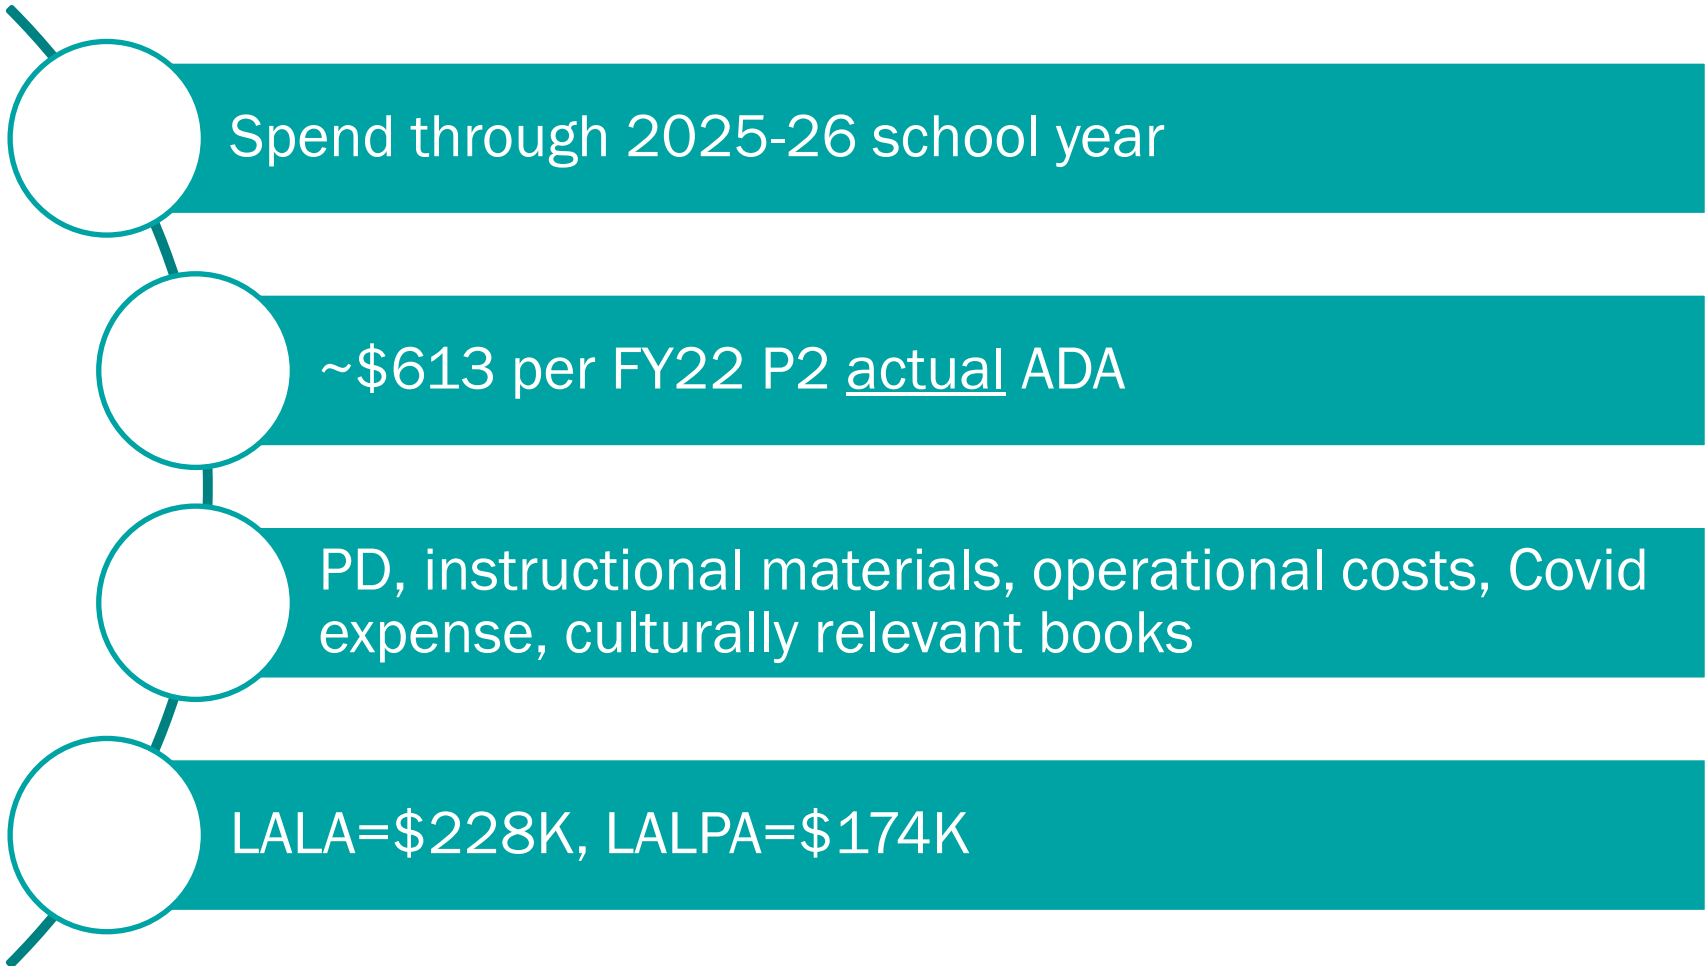 Spend through 2025-26 school year
~$613 per FY22 P2 actual ADA
PD, instructional materials, operational costs, Covid
expense, culturally relevant books
LALA=$228K, LALPA=$174K